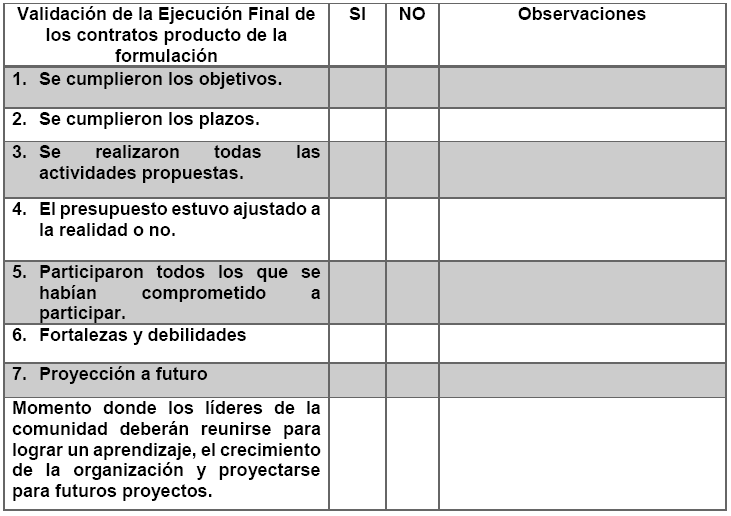 Validación de la Ejecución Final de SI NO Observaciones
los contratos producto de la
formulación
1. Se cumplieron los objetivos.
2. Se cumplieron los plazos.
3. Se realizaron todas las
actividades propuestas.
4. El presupuesto estuvo ajustado a
la realidad o no.
5. Participaron todos los que se
habían comprometido a
participar.
6. Fortalezas y debilidades
7. Proyección a futuro
Momento donde los líderes de la
comunidad deberán reunirse para
lograr un aprendizaje, el crecimiento
de la organización y proyectarse
para futuros proyectos.